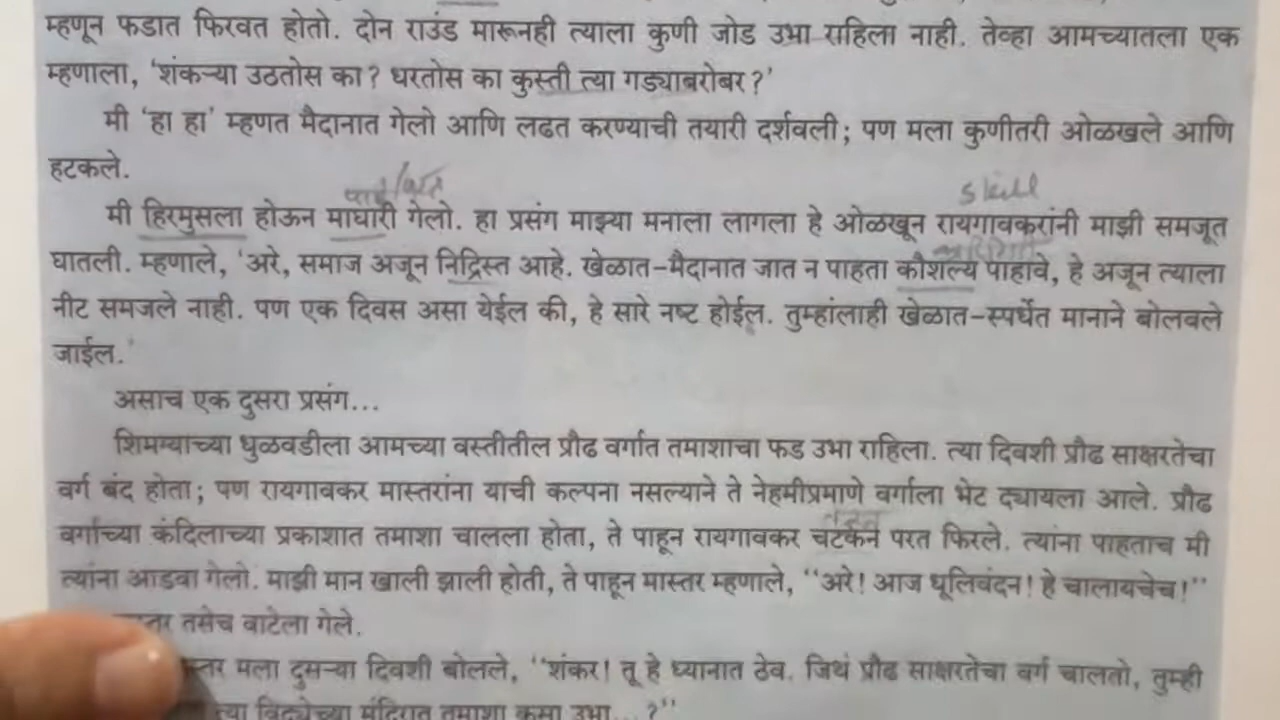 म्हणून फडात फिरवत होतो. दोन राउंड मारूनही त्याला कुणी जोड उभा राहिला नाही. तेव्हा आमच्यातला एक
म्हणाला, ‘शंकऱ्या उठतोस का? धरतोस का कुस्ती त्या गड्याबरोबर?’
मी ‘हा हा’ म्हणत मैदानात गेलो आणि लढत करण्याची तयारी दर्शवली; पण मला कुणीतरी ओळखले आणि
हटकले.
skill
मी हिरमुसला होऊन माघारी गेलो. हा प्रसंग माझ्या मनाला लागला हे ओळखून रायगावकरांनी माझी समजूत
घातली. म्हणाले, ‘अरे, समाज अजून निद्रिस्त आहे. खेळात-मैदानात जात न पाहता कौशल्य पाहावे, हे अजून त्याला
नीट समजले नाही. पण एक दिवस असा येईल की, हे सारे नष्ट होईल. तुम्हांलाही खेळात-स्पर्धेत मानाने बोलवले
जाईल.’
असाच एक दुसरा प्रसंग...
शिमग्याच्या धुळवडीला आमच्या वस्तीतील प्रौढ वर्गात तमाशाचा फड उभा राहिला. त्या दिवशी प्रौढ साक्षरतेचा
वर्ग बंद होता; पण रायगावकर मास्तरांना याची कल्पना नसल्याने ते नेहमीप्रमाणे वर्गाला भेट द्यायला आले. प्रौढ
वर्गाच्या कंदिलाच्या प्रकाशात तमाशा चालला होता, ते पाहून रायगावकर चटकन परत फिरले. त्यांना पाहताच मी
त्यांना आडवा गेलो. माझी मान खाली झाली होती, ते पाहून मास्तर म्हणाले, “अरे! आज धूलिवंदन! हे चालायचेच!”
तसेच वाटेला गेले.
मला दुसऱ्या दिवशी बोलले, “शंकर! तू हे ध्यानात ठेव. जिथं प्रौढ साक्षरतेचा वर्ग चालतो, तुम्ही
त्या विद्येच्या मंदिरात तमाशा कसा उभा... ?”